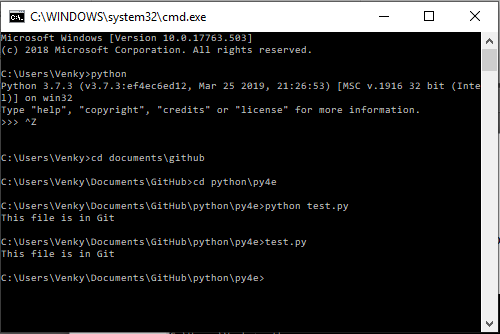 C:\WINDOWS\system32\cmd.exe
Microsoft Windows [Version 10.0.17763.503]
(c) 2018 Microsoft Corporation. All rights reserved.
C:\Users\Venky>python
Python 3.7.3 (v3.7.3:ef4ec6ed12, Mar 25 2019, 21:26:53) [MSC v.1916 32 bit (Inte
l)] on win32
Type "help", "copyright", "credits" or "license" for more information.
>>> ^Z
C:\Users\Venky>cd documents\github
C:\Users\Venky\Documents\GitHub>cd python\py4e
C:\Users\Venky\Documents\GitHub\python\py4e>python test.py
This file is in Git
C:\Users\Venky\Documents\GitHub\python\py4e>test.py
This file is in Git
C:\Users\Venky\Documents\GitHub\python\py4e>